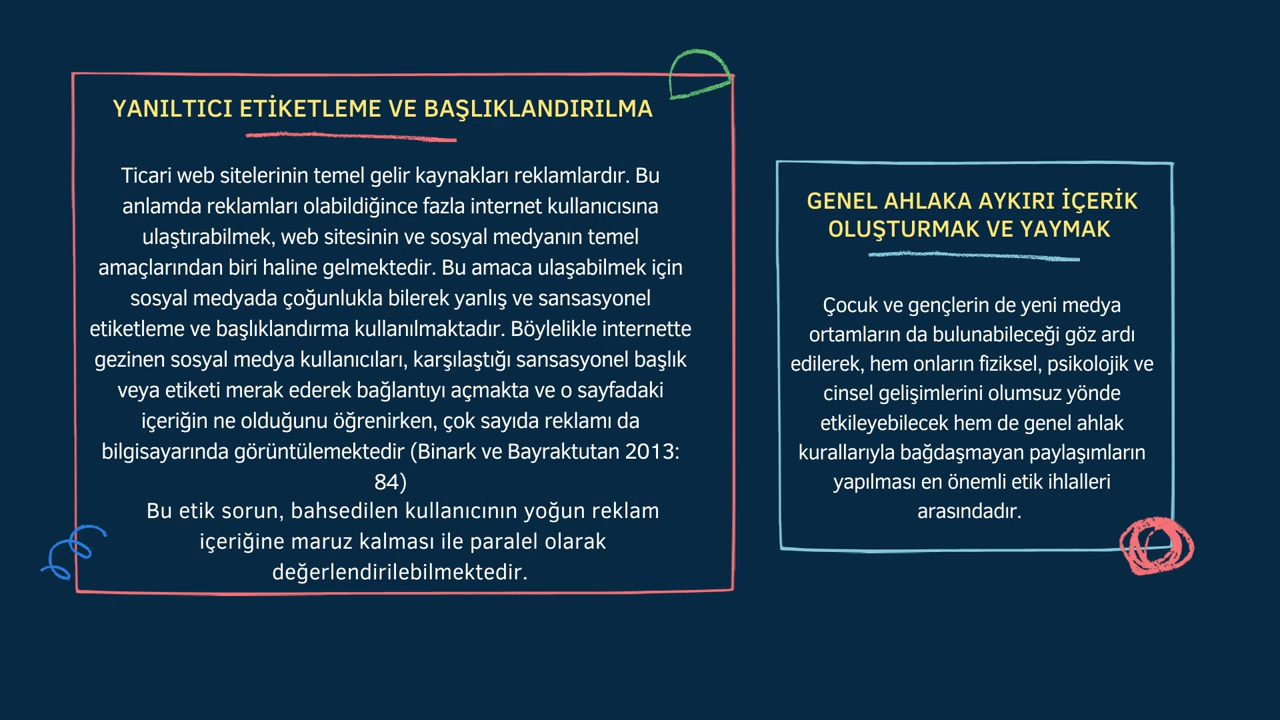 YANILTICI ETİKETLEME VE BAŞLIKLANDIRILMA
Ticari web sitelerinin temel gelir kaynakları reklamlardır. Bu
anlamda reklamları olabildiğince fazla internet kullanıcısına
ulaştırabilmek, web sitesinin ve sosyal medyanın temel
amaçlarından biri haline gelmektedir. Bu amaca ulaşabilmek için
sosyal medyada çoğunlukla bilerek yanlış ve sansasyonel
etiketleme ve başlıklandırma kullanılmaktadır. Böylelikle internette
gezinen sosyal medya kullanıcıları, karşılaştığı sansasyonel başlık
veya etiketi merak ederek bağlantıyı açmakta ve o sayfadaki
içeriğin ne olduğunu öğrenirken, çok sayıda reklamı da
bilgisayarında görüntülemektedir (Binark ve Bayraktutan 2013:
84)
Bu etik sorun, bahsedilen kullanıcının yoğun reklam
içeriğine maruz kalması ile paralel olarak
değerlendirilebilmektedir.
GENEL AHLAKA AYKIRI İÇERİK
OLUŞTURMAK VE YAYMAK
Çocuk ve gençlerin de yeni medya
ortamların da bulunabileceği göz ardı
edilerek, hem onların fiziksel, psikolojik ve
cinsel gelişimlerini olumsuz yönde
etkileyebilecek hem de genel ahlak
kurallarıyla bağdaşmayan paylaşımların
yapılması en önemli etik ihlalleri
arasındadır.